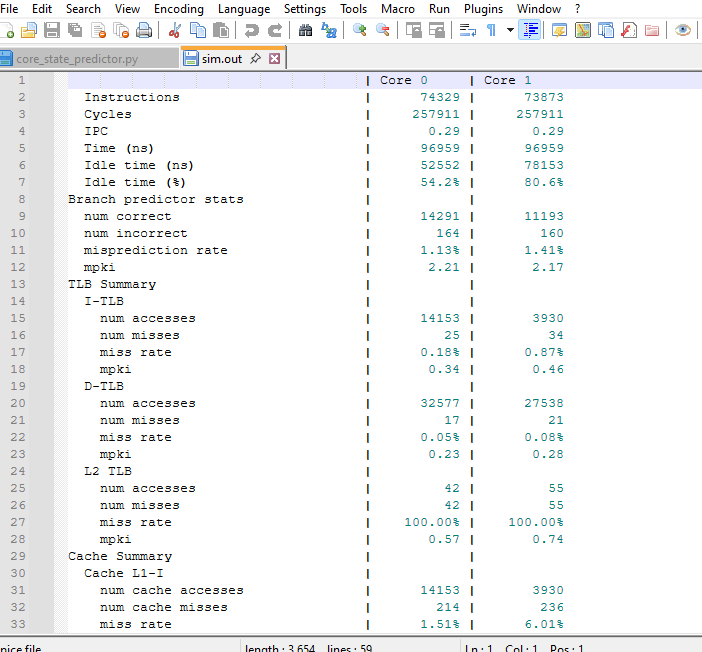 File Edit Search View Encoding Language Settings Tools Macro Run Plugins Window ?
core_state_predictor.py sim.out
1 | Core 0 | Core 1
2 Instructions | 74329 | 73873
3 Cycles | 257911 | 257911
4 IPC | 0.29 | 0.29
5 Time (ns) | 96959 | 96959
6 Idle time (ns) | 52552 | 78153
7 Idle time (%) | 54.2% | 80.6%
8 Branch predictor stats | |
9 num correct | 14291 | 11193
10 num incorrect | 164 | 160
11 misprediction rate | 1.13% | 1.41%
12 mpki | 2.21 | 2.17
13 TLB Summary | |
14 I-TLB | |
15 num accesses | 14153 | 3930
16 num misses | 25 | 34
17 miss rate | 0.18% | 0.87%
18 mpki | 0.34 | 0.46
19 D-TLB | |
20 num accesses | 32577 | 27538
21 num misses | 17 | 21
22 miss rate | 0.05% | 0.08%
23 mpki | 0.23 | 0.28
24 L2 TLB | |
25 num accesses | 42 | 55
26 num misses | 42 | 55
27 miss rate | 100.00% | 100.00%
28 mpki | 0.57 | 0.74
29 Cache Summary | |
30 Cache L1-I | |
31 num cache accesses | 14153 | 3930
32 num cache misses | 214 | 236
33 miss rate | 1.51% | 6.01%
nice file length : 3,654 lines : 59 Ln : 1 Col : 1 Pos : 1